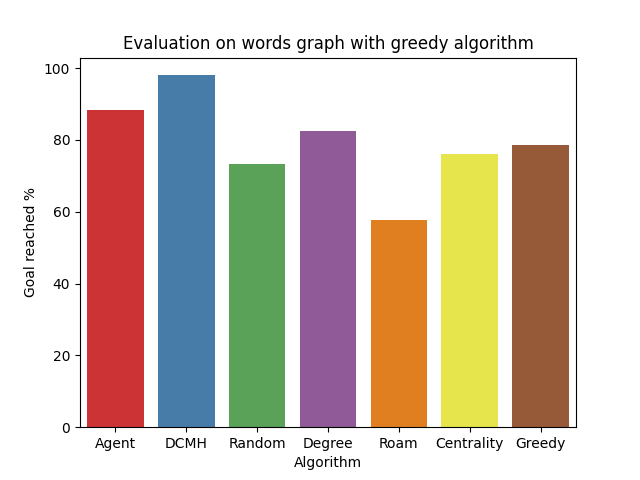 Evaluation on words graph with greedy algorithm
Goal reached %
100
80
60
40
20
0
Agent DCMH Random Degree Roam Centrality Greedy
Algorithm